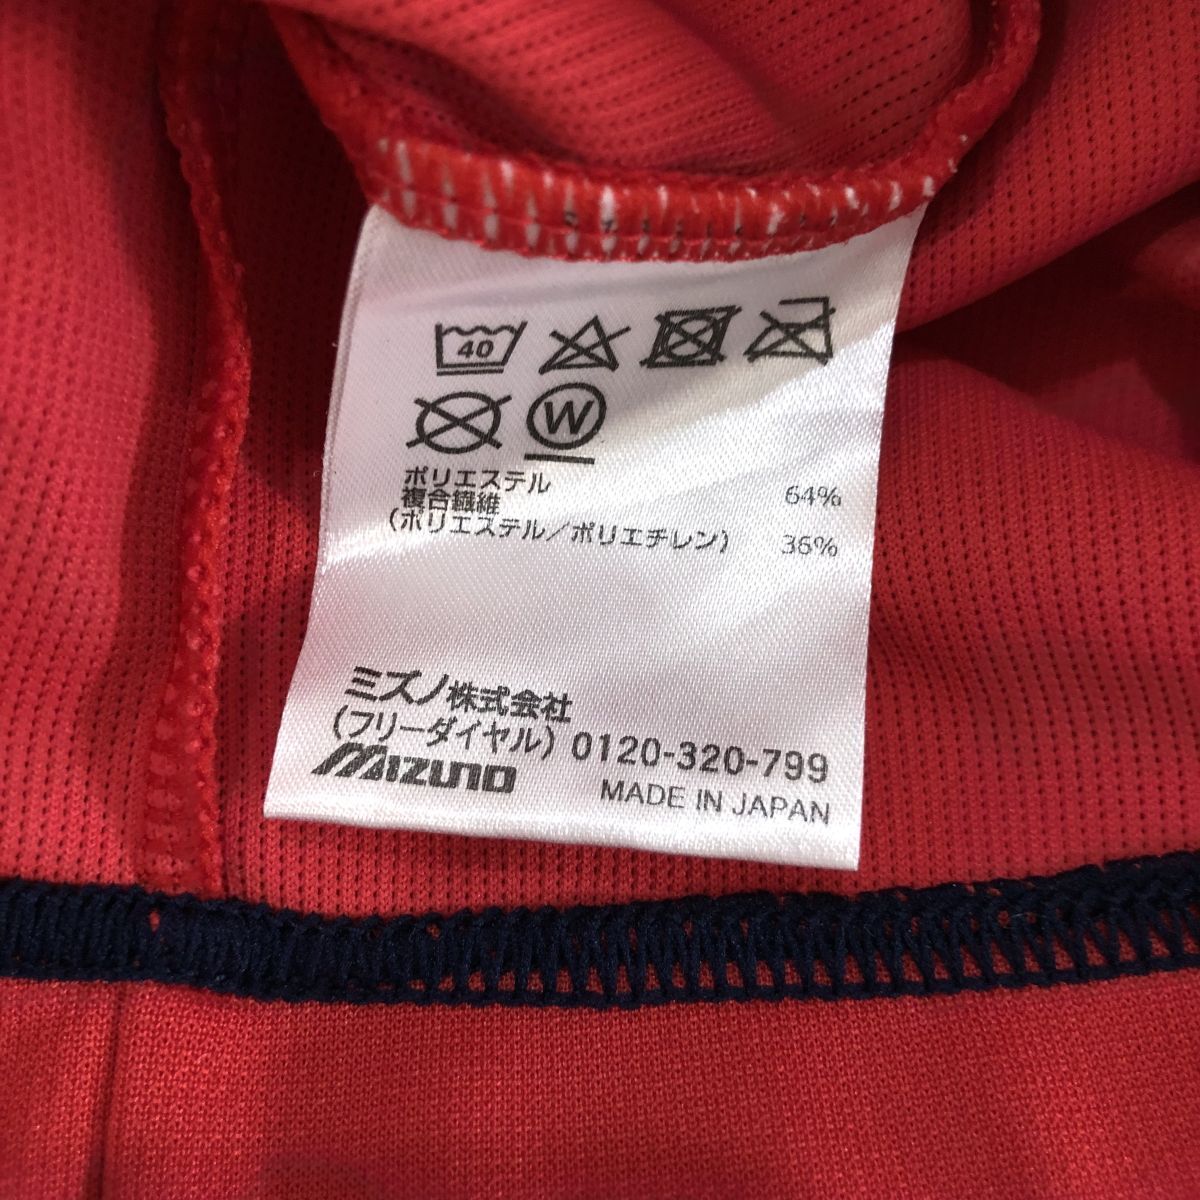 40
W
ポリエステル 64%
複合繊維
(ポリエステル/ポリエチレン) 36%
ミズノ株式会社
(フリーダイヤル) 0120-320-799
MIZUNO
MADE IN JAPAN